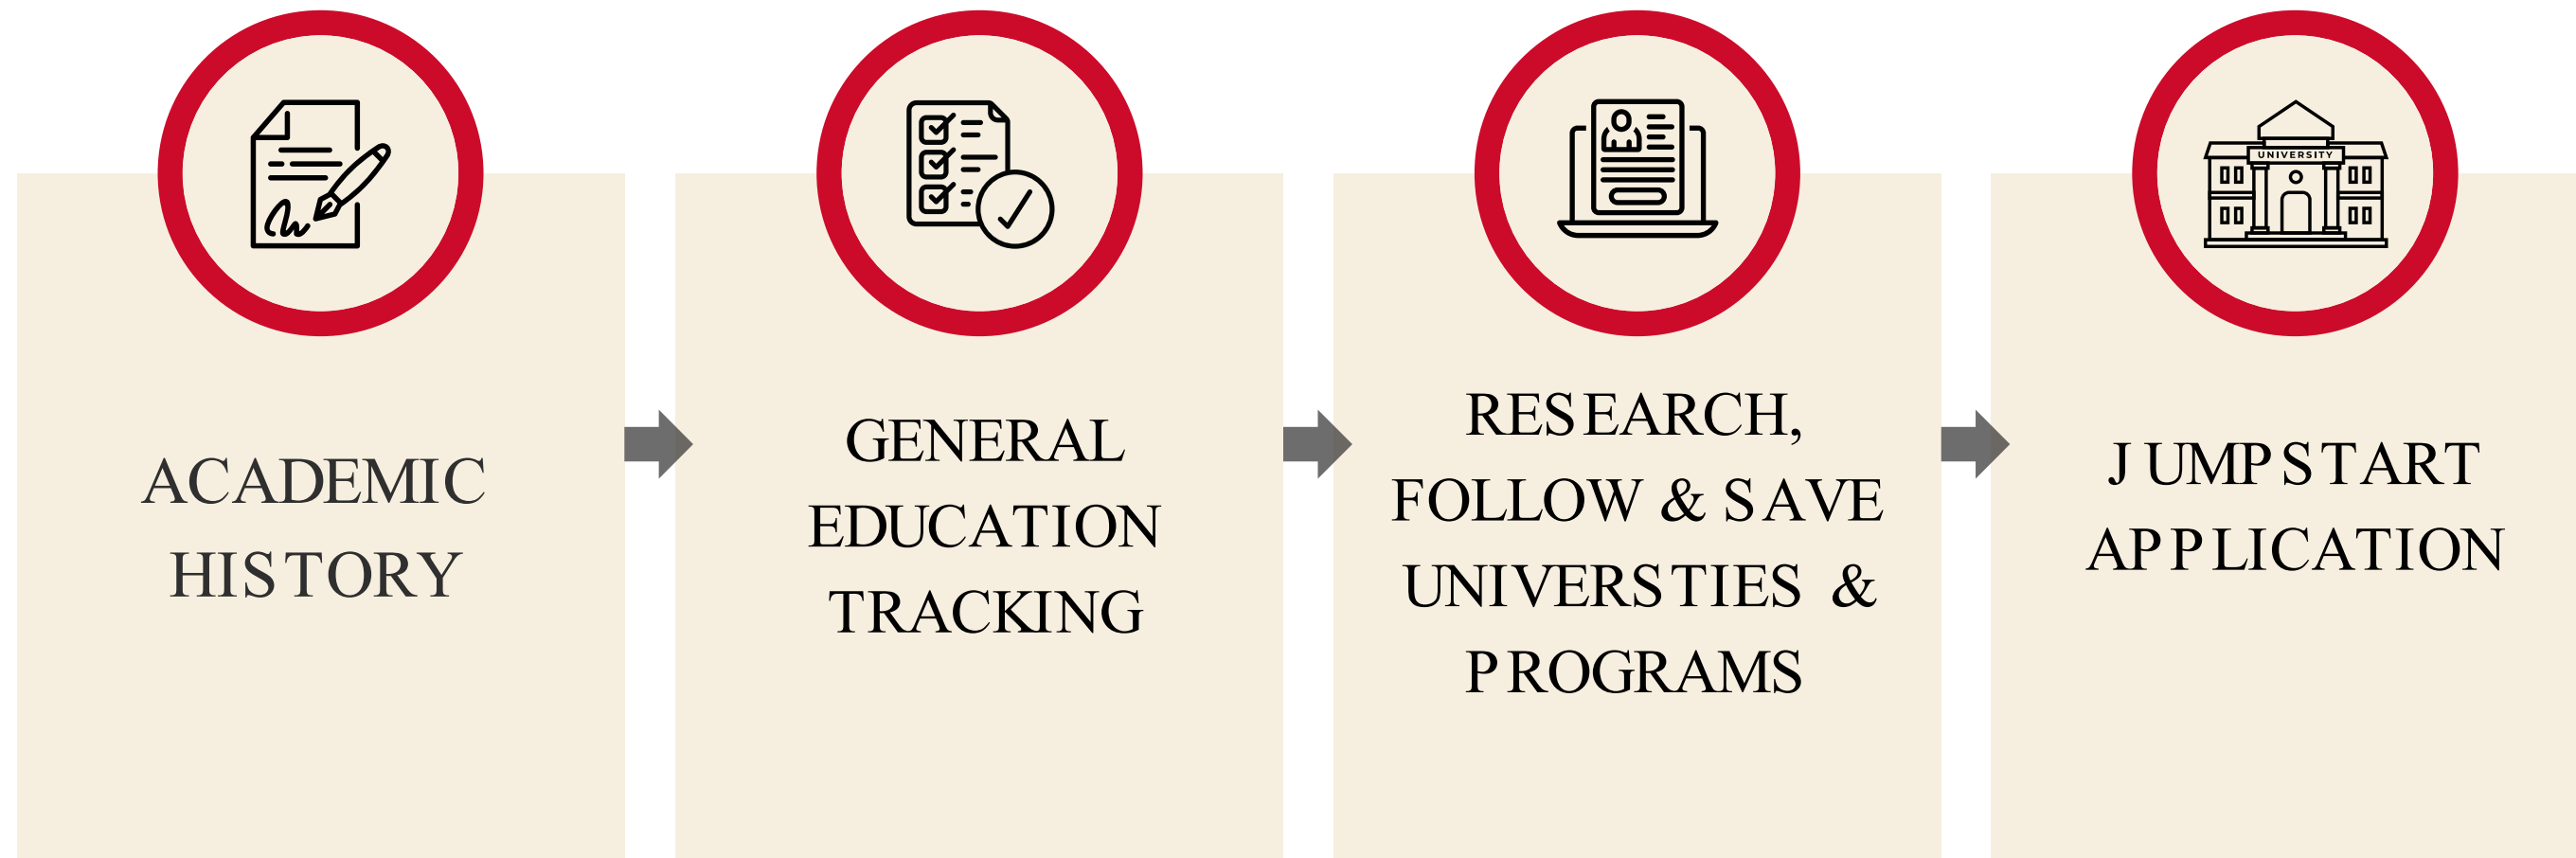 ACADEMIC
HISTORY
GENERAL
EDUCATION
TRACKING
RESEARCH,
FOLLOW & SAVE
UNIVERSTIES &
PROGRAMS
UNIVERSITY
JUMPSTART
APPLICATION